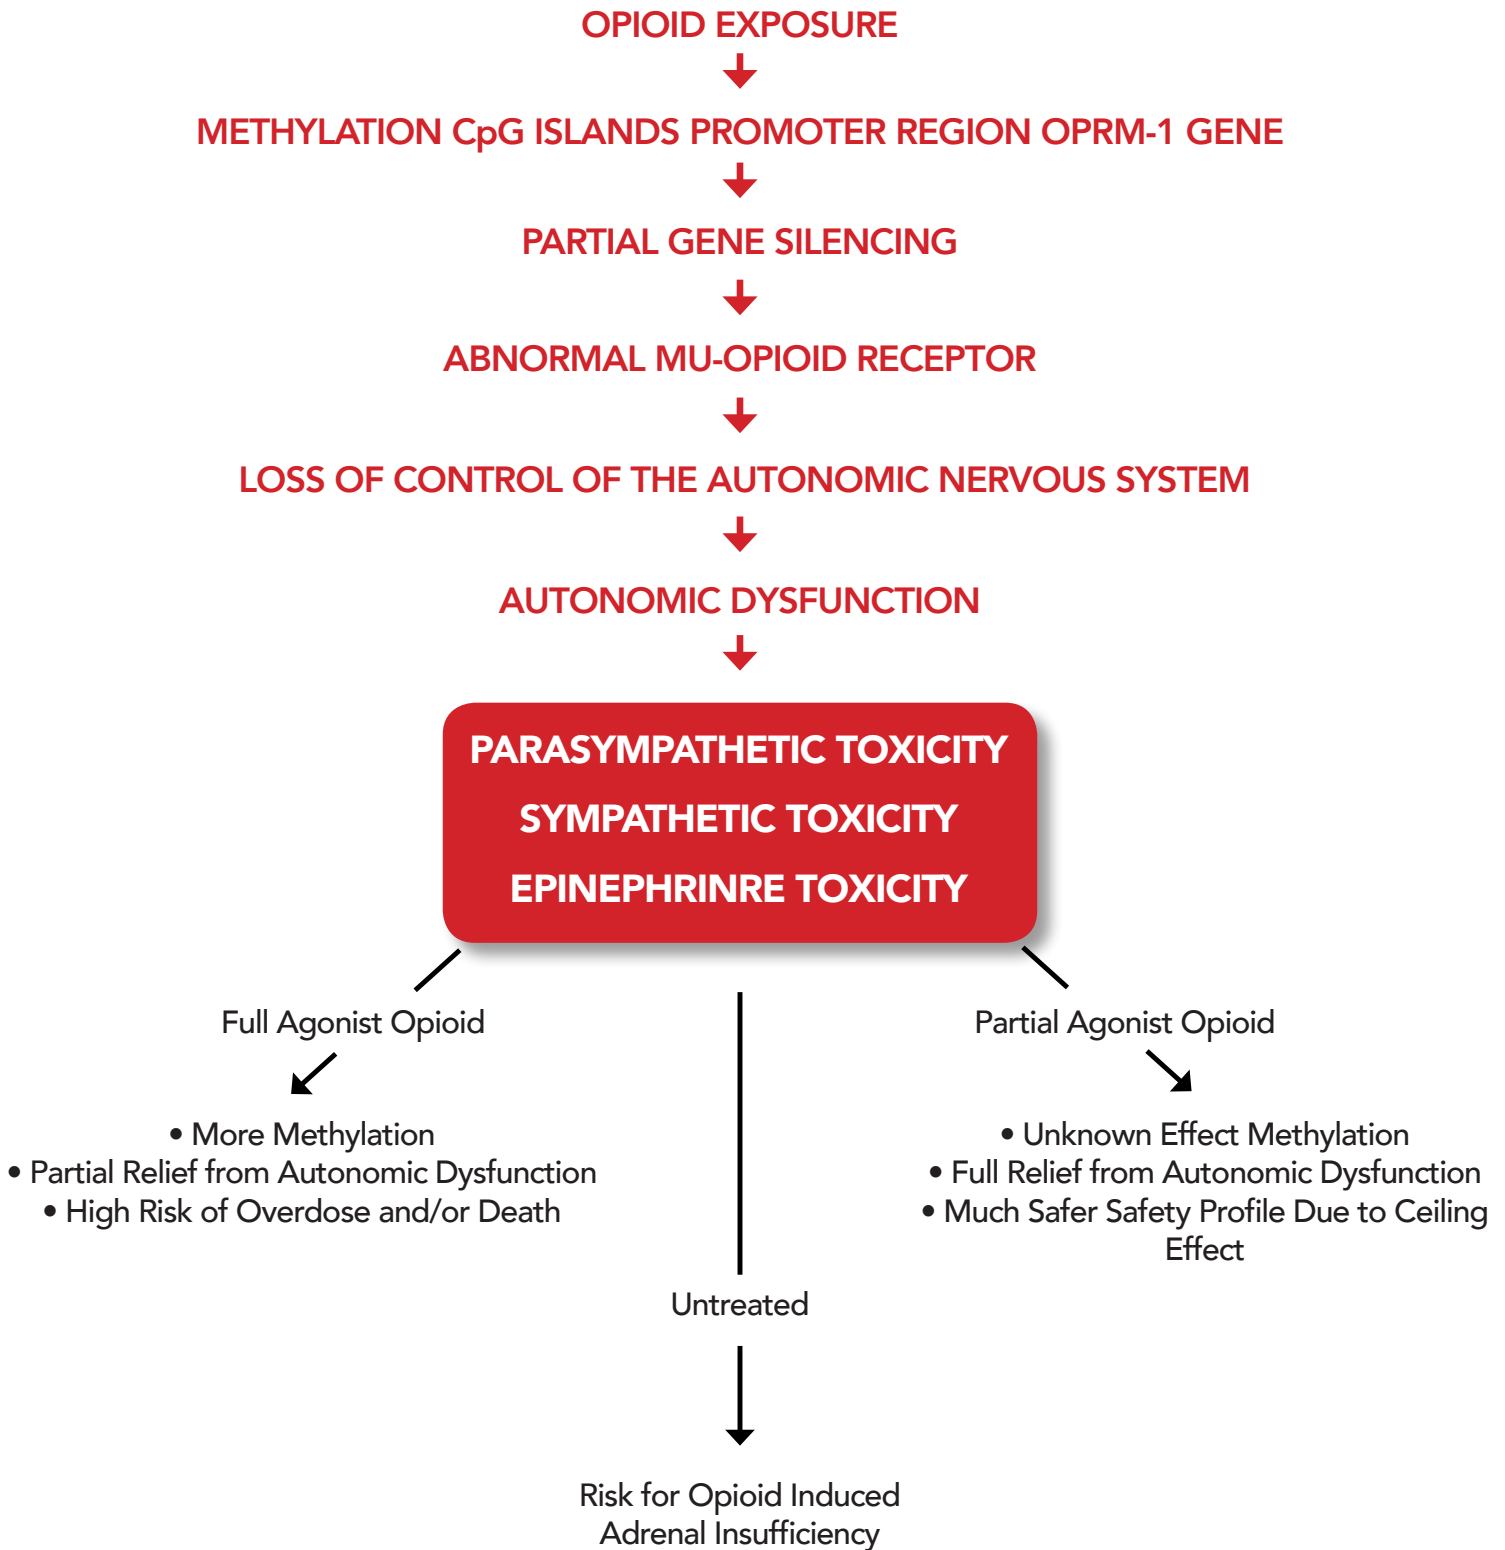 OPIOID EXPOSURE
METHYLATION CpG ISLANDS PROMOTER REGION OPRM-1 GENE
PARTIAL GENE SILENCING
ABNORMAL MU-OPIOID RECEPTOR
LOSS OF CONTROL OF THE AUTONOMIC NERVOUS SYSTEM
AUTONOMIC DYSFUNCTION
PARASYMPATHETIC TOXICITY
SYMPATHETIC TOXICITY
EPINEPHRINRE TOXICITY
Full Agonist Opioid
• More Methylation
• Partial Relief from Autonomic Dysfunction
• High Risk of Overdose and/or Death
Partial Agonist Opioid
• Unknown Effect Methylation
• Full Relief from Autonomic Dysfunction
• Much Safer Safety Profile Due to Ceiling
Effect
Untreated
Risk for Opioid Induced
Adrenal Insufficiency